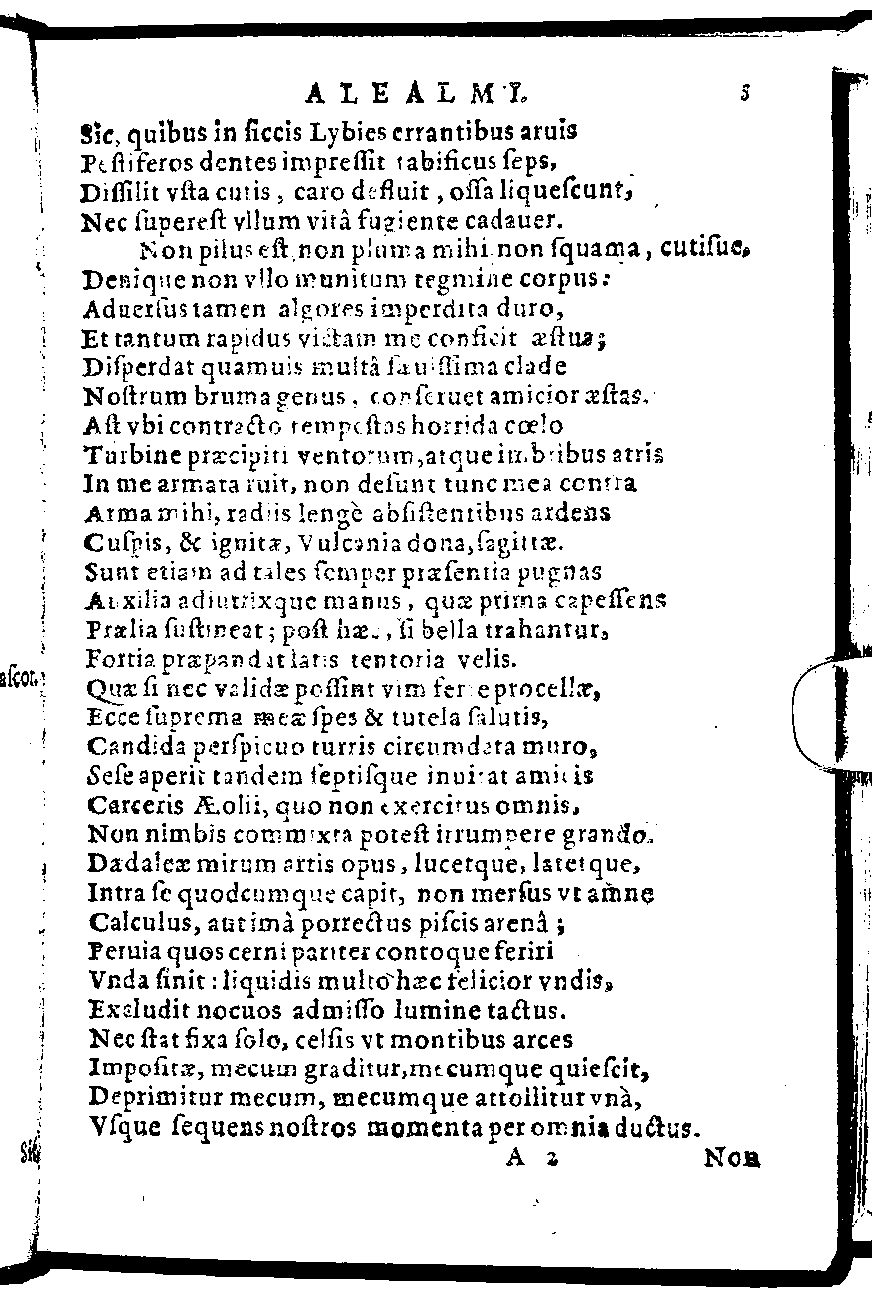 ALEALMI. 5
Sic, quibus in ſiccis Lybies errantibus aruis
Peſtiferos dentes impreſſit tabificus ſeps,
Diſſilit vſta cutis, caro defluit, oſſa liqueſcunt,
Nec ſupereſt vllum vitâ fugiente cadauer.
Non pilus eſt, non pluma mihi non ſquama, cutiſue,
Denique non vllo munitum tegmine corpus:
Aduerſus tamen algores imperdita duro,
Et tantum rapidus victam me conficit æſtus;
Diſperdat quamuis multâ ſæuiſſima clade
Noſtrum bruma genus, conſeruet amicior æſtas.
Aſt vbi contracto tempeſtas horrida cœlo
Turbine præcipiti ventorum, atque imbribus atris
In me armata ruit, non deſunt tunc mea contra
Arma mihi, radiis lengè abſiſtentibus ardens
Cuſpis, & ignitæ, Vulcania dona, ſagittæ.
Sunt etiam ad tales ſemper præſentia pugnas
Auxilia adiutrixque manus, quæ prima capeſſens
Prælia ſuſtineat; poſt hæc, ſi bella trahantur,
Fortia præpandat latis tentoria velis.
Quæ ſi nec validæ poſſint vim ferre procellæ,
Ecce ſuprema meæ ſpes & tutela ſalutis,
Candida perſpicuo turris circumdata muro,
Seſe aperit tandem ſeptiſque inuitat amicis
Carceris Æolii, quo non exercitus omnis,
Non nimbis commixta poteſt irrumpere grando.
Dædaleæ mirum artis opus, lucetque, latetque,
Intra ſe quodcumque capit, non merſus vt amne
Calculus, aut imâ porrectus piſcis arenâ;
Peruia quos cerni pariter contoque feriri
Vnda ſinit: liquidis multo hæc felicior vndis,
Excludit nocuos admiſſo lumine tactus.
Nec ſtat fixa ſolo, celſis vt montibus arces
Impoſitæ, mecum graditur, mecumque quieſcit,
Deprimitur mecum, mecumque attollitur vnà,
Vſque ſequens noſtros momenta per omnia ductus.
A 2 Non